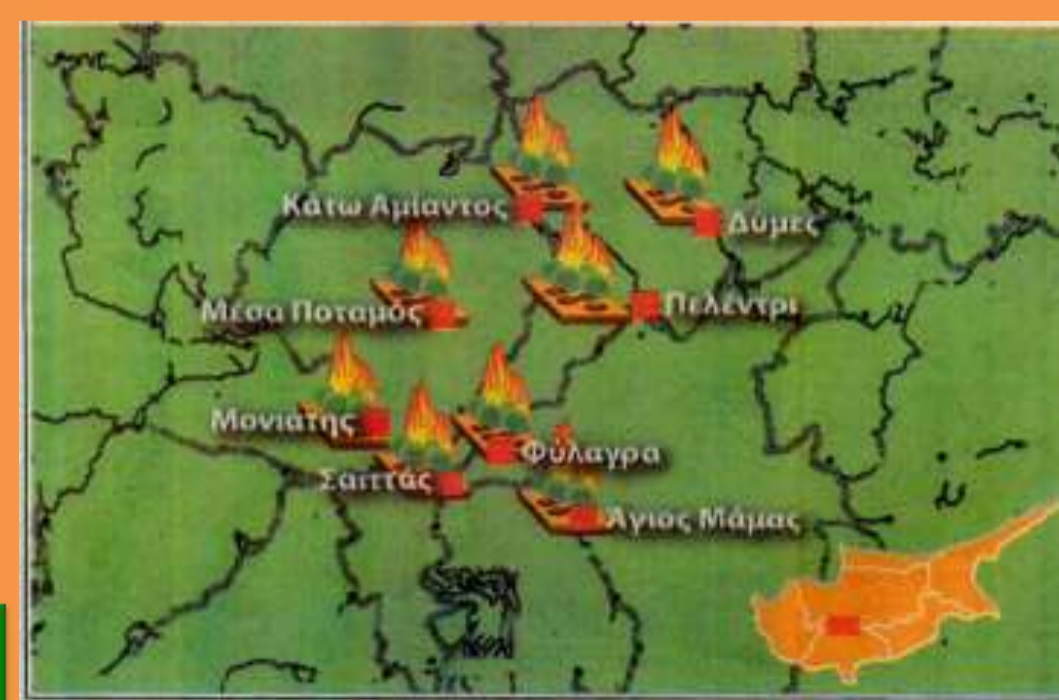 Κάτω Αμίαντος
Δύμες
Μέσα Ποταμός
Πελέντρι
Μονιάτης
Φύλαγρα
Σαιττάς
Άγιος Μάμας